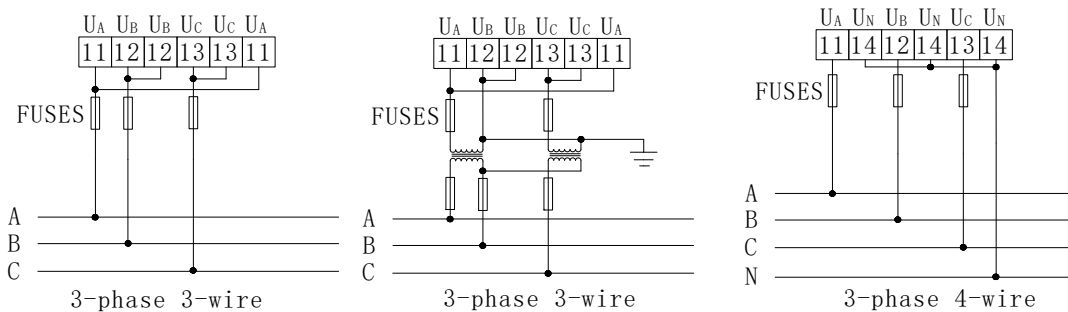 UA UB UB UC UC UA
11 12 12 13 13 11
FUSES
A
B
C
3-phase 3-wire
UA UB UB UC UC UA
11 12 12 13 13 11
FUSES
A
B
C
3-phase 3-wire
UA UN UB UN UC UN
11 14 12 14 13 14
FUSES
A
B
C
N
3-phase 4-wire